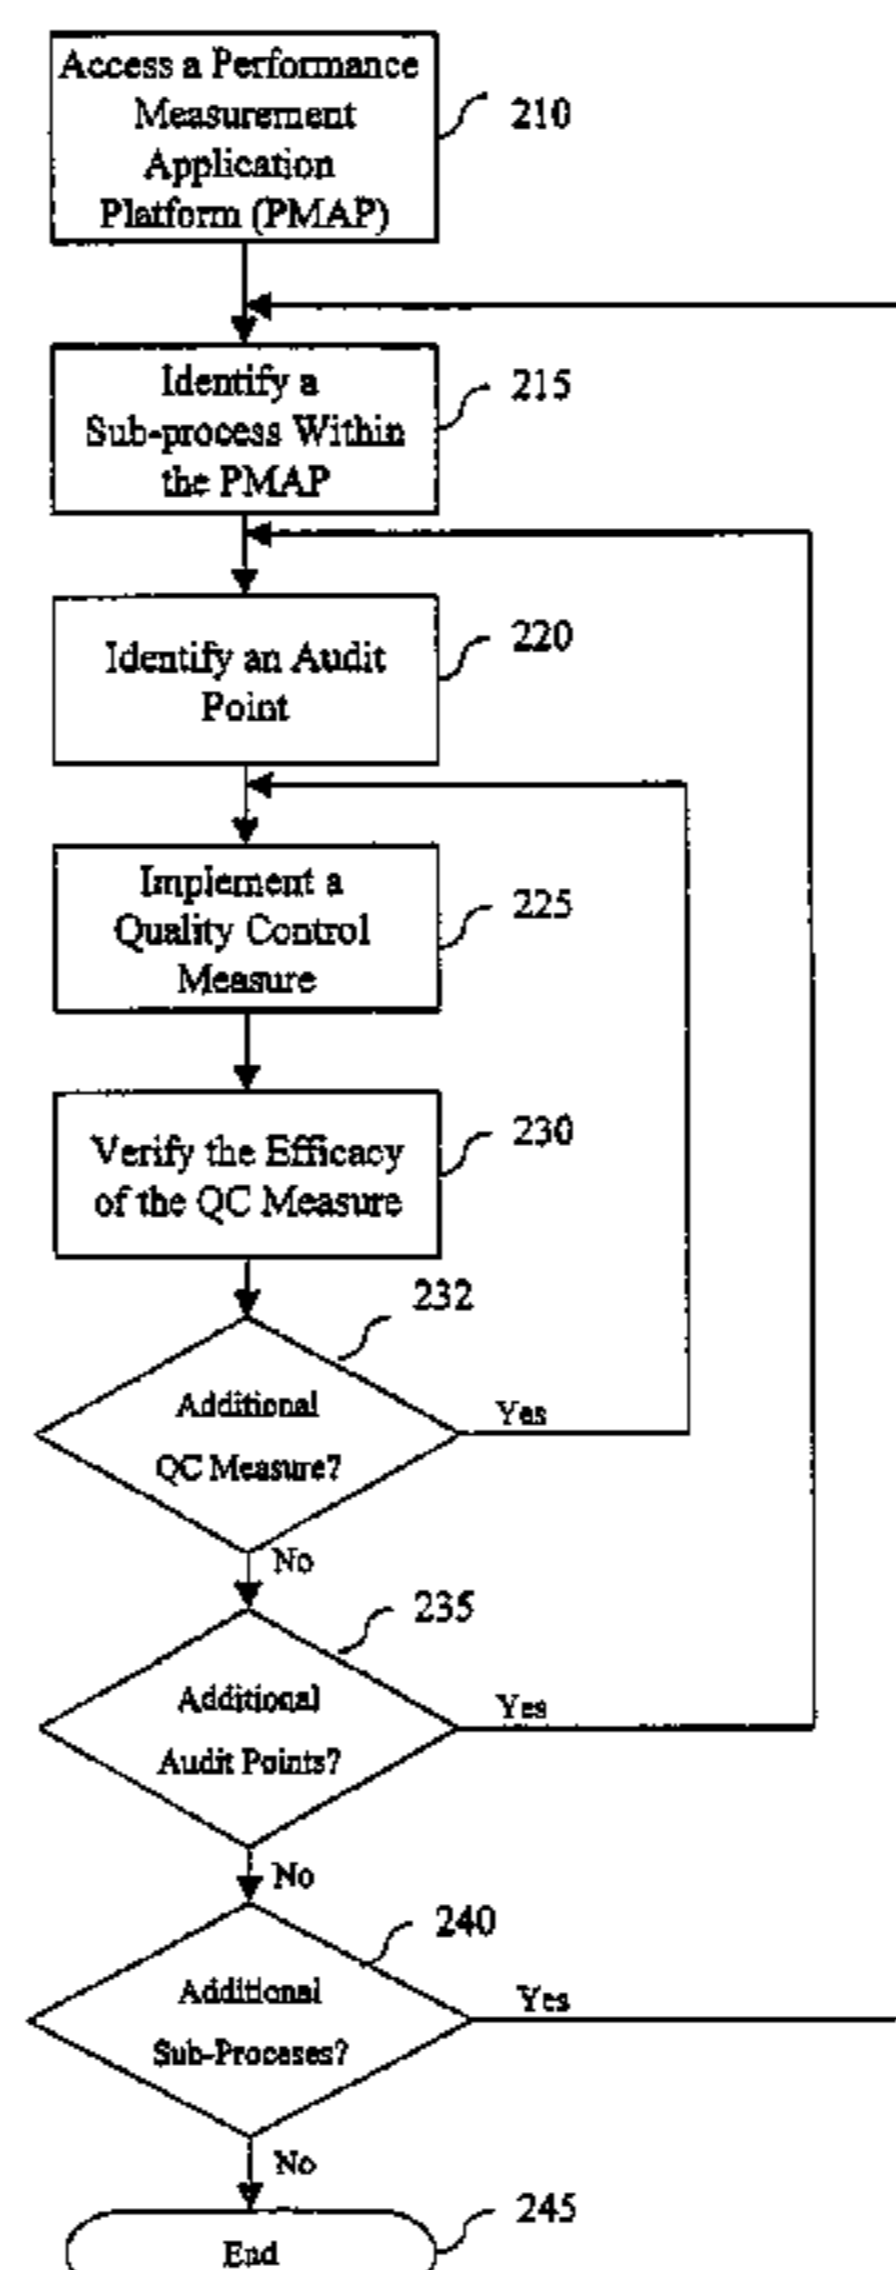 Access a Performance
Measurement
Application
Platform (PMAP)
210
Identify a
Sub-process Within
the PMAP
215
Identify an Audit
Point
220
Implement a
Quality Control
Measure
225
Verify the Efficacy
of the QC Measure
230
232
Additional
QC Measure?
Yes
No
235
Additional
Audit Points?
Yes
No
240
Additional
Sub-Proceses?
Yes
No
245
End